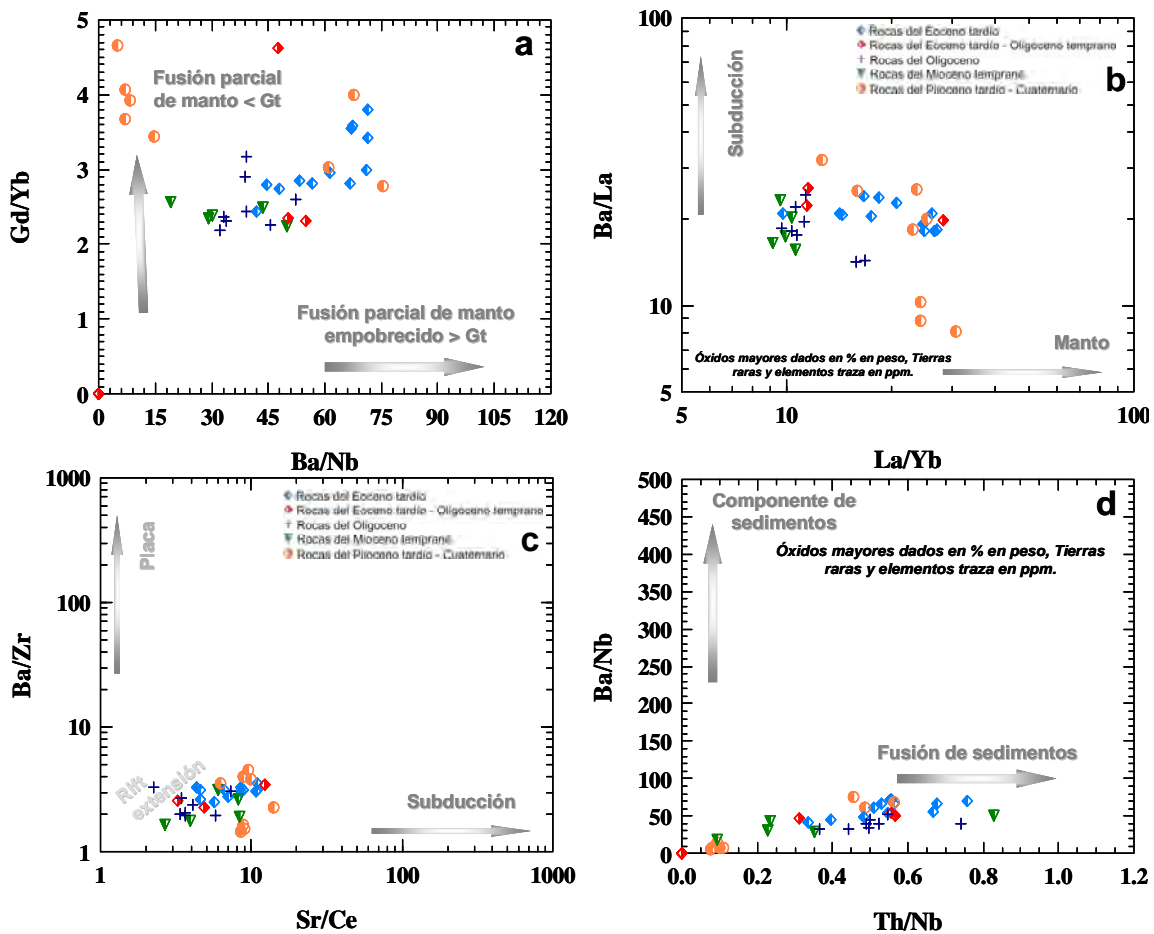 a
Fusión parcial
de manto < Gt
Fusión parcial de manto
empobrecido > Gt
Gd/Yb
5
4
3
2
1
0
0 15 30 45 60 75 90 105 120
Ba/Nb
Rocas del Eoceno tardío
Rocas del Eoceno tardío - Oligoceno temprano
Rocas del Oligoceno
Rocas del Mioceno temprano
Rocas del Plioceno tardío - Cuaternario
b
Subducción
Manto
Óxidos mayores dados en % en peso, Tierras
raras y elementos traza en ppm.
Ba/La
100
10
5
5 10 100
La/Yb
Rocas del Eoceno tardío
Rocas del Eoceno tardío - Oligoceno temprano
Rocas del Oligoceno
Rocas del Mioceno temprano
Rocas del Plioceno tardío - Cuaternario
c
Placa
Rift
extensión
Subducción
Ba/Zr
1000
100
10
1
1 10 100 1000
Sr/Ce
d
Componente de
sedimentos
Óxidos mayores dados en % en peso, Tierras
raras y elementos traza en ppm.
Fusión de sedimentos
Ba/Nb
500
450
400
350
300
250
200
150
100
50
0
0.0 0.2 0.4 0.6 0.8 1.0 1.2
Th/Nb